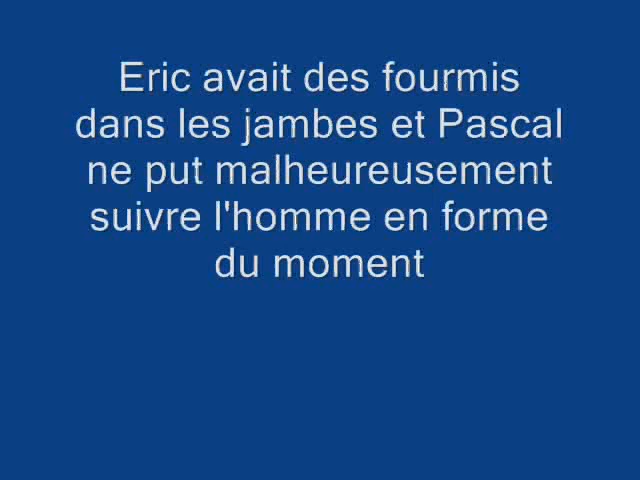 Eric avait des fourmis
dans les jambes et Pascal
ne put malheureusement
suivre l'homme en forme
du moment